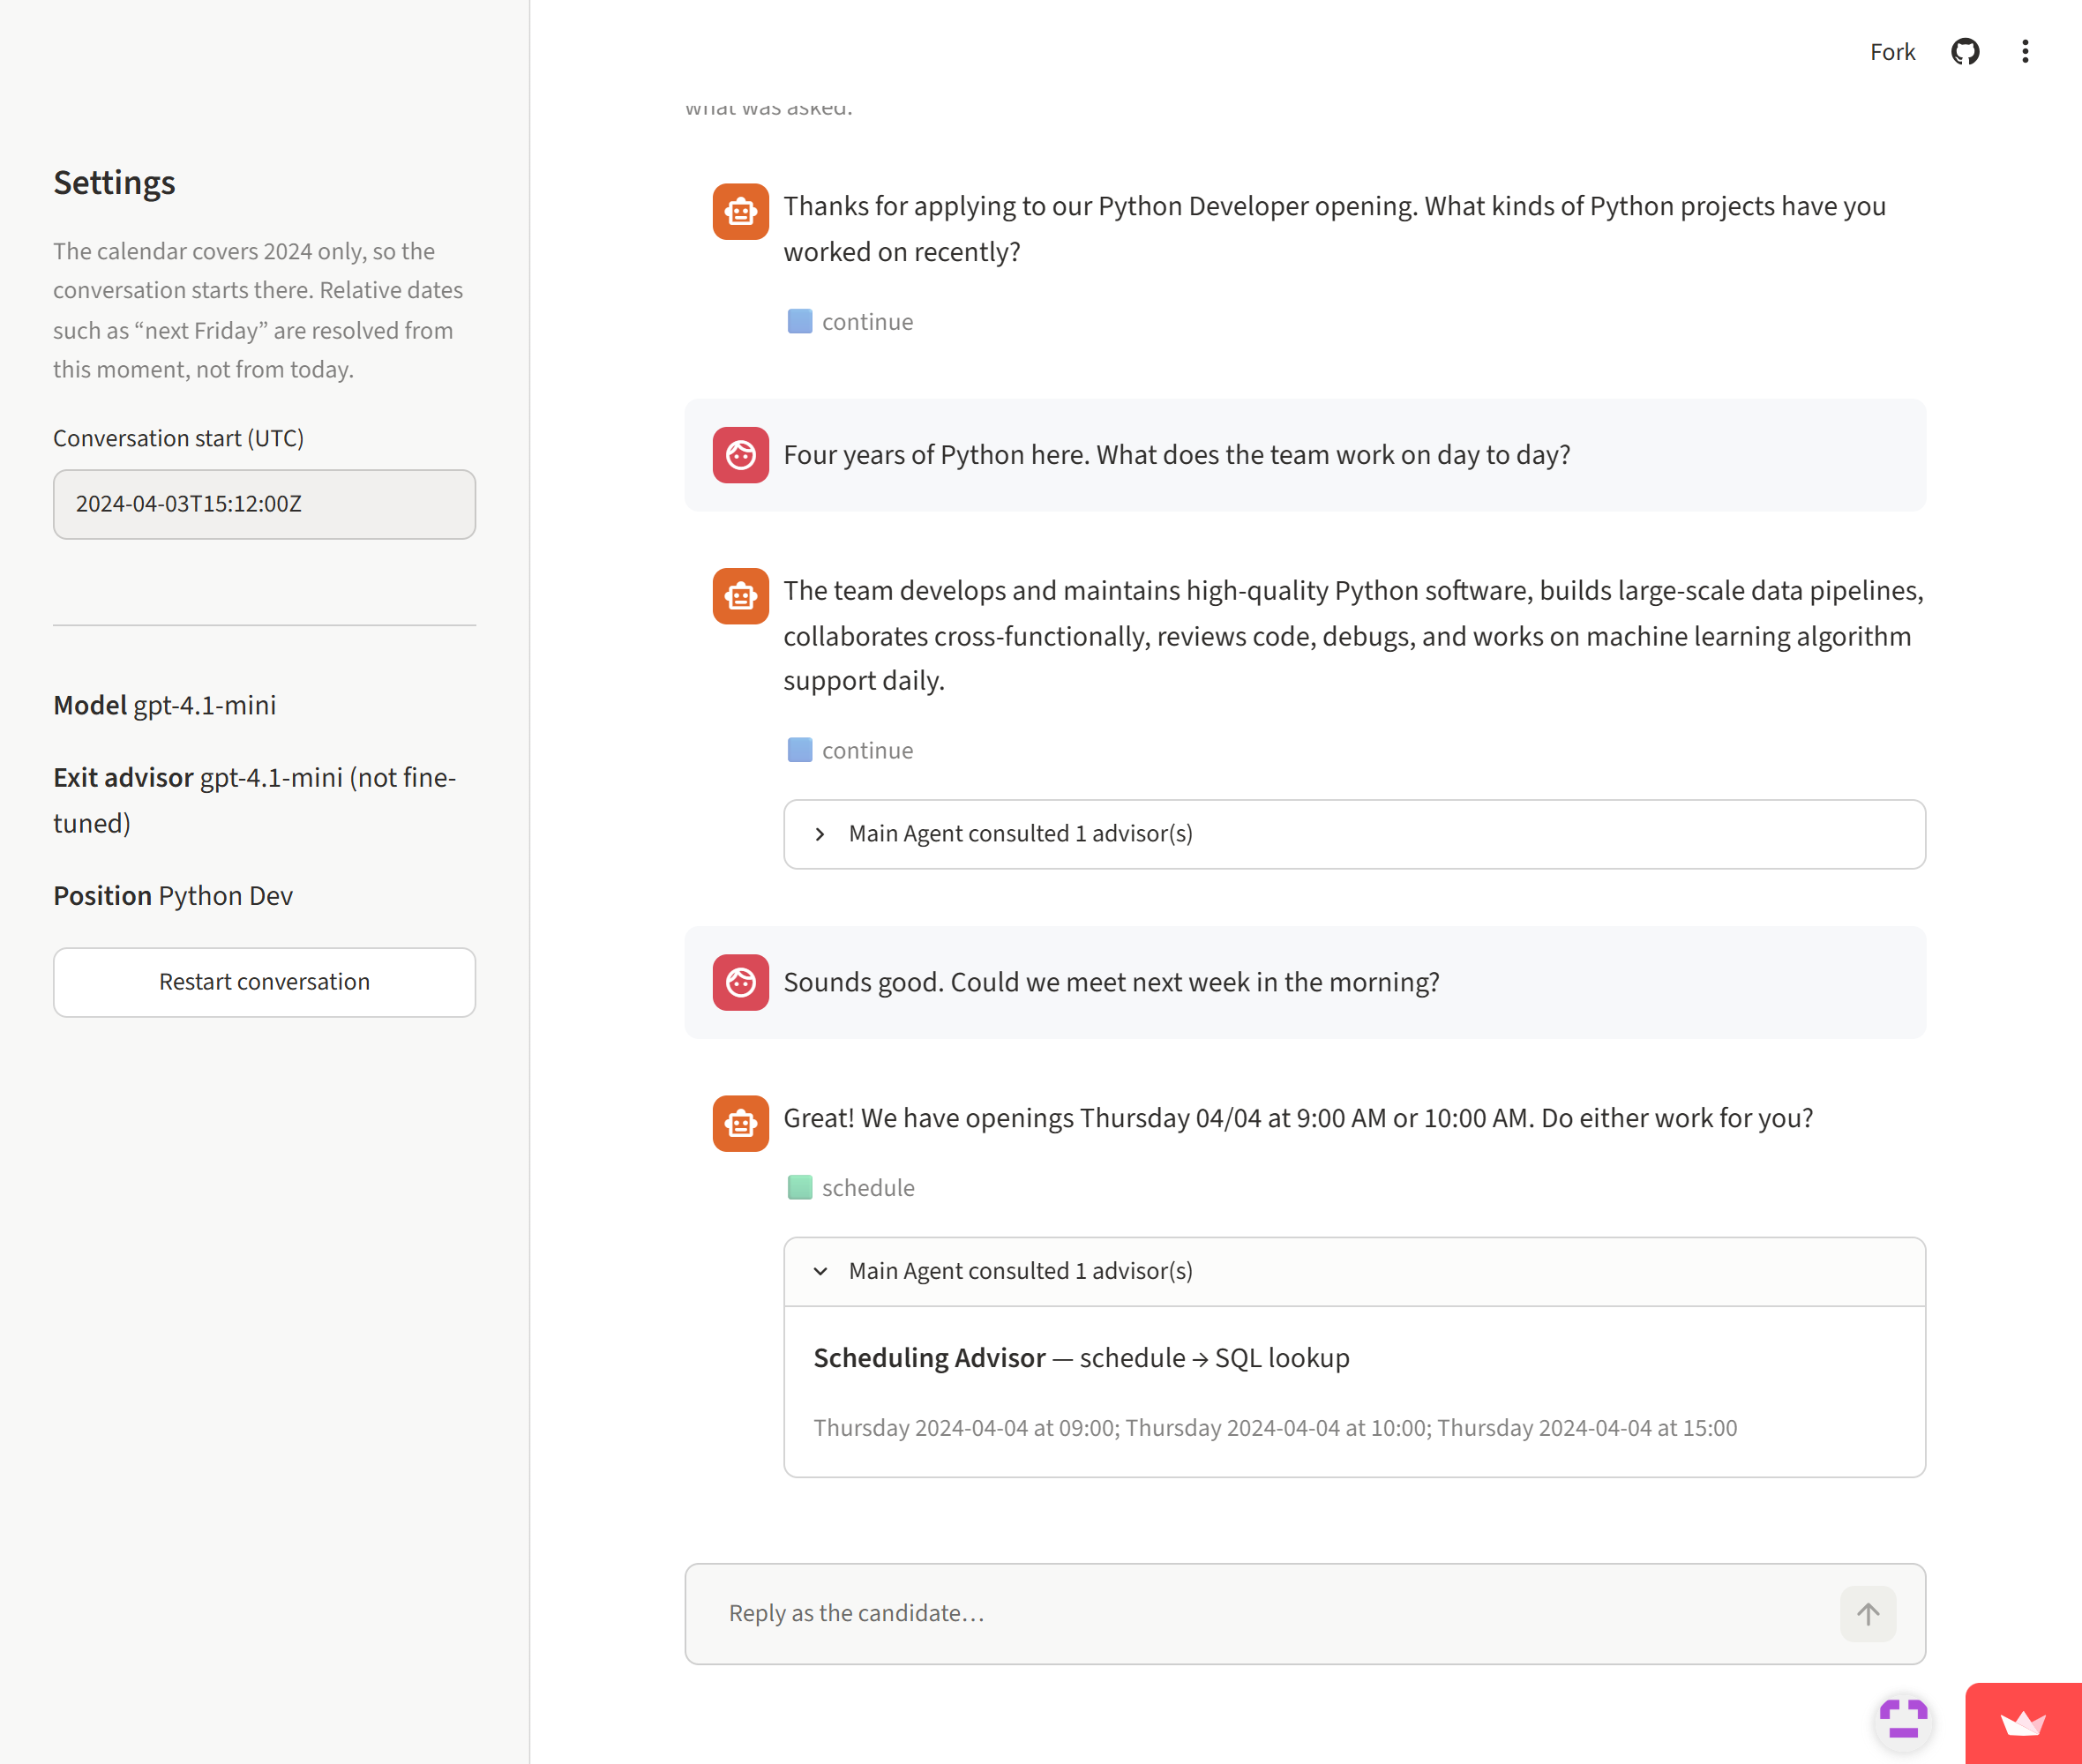 Fork
Settings
The calendar covers 2024 only, so the
conversation starts there. Relative dates
such as “next Friday” are resolved from
this moment, not from today.
Conversation start (UTC)
2024-04-03T15:12:00Z
Model gpt-4.1-mini
Exit advisor gpt-4.1-mini (not fine-
tuned)
Position Python Dev
Restart conversation
what was asked.
Thanks for applying to our Python Developer opening. What kinds of Python projects have you
worked on recently?
continue
Four years of Python here. What does the team work on day to day?
The team develops and maintains high-quality Python software, builds large-scale data pipelines,
collaborates cross-functionally, reviews code, debugs, and works on machine learning algorithm
support daily.
continue
Main Agent consulted 1 advisor(s)
Sounds good. Could we meet next week in the morning?
Great! We have openings Thursday 04/04 at 9:00 AM or 10:00 AM. Do either work for you?
schedule
Main Agent consulted 1 advisor(s)
Scheduling Advisor — schedule → SQL lookup
Thursday 2024-04-04 at 09:00; Thursday 2024-04-04 at 10:00; Thursday 2024-04-04 at 15:00
Reply as the candidate…